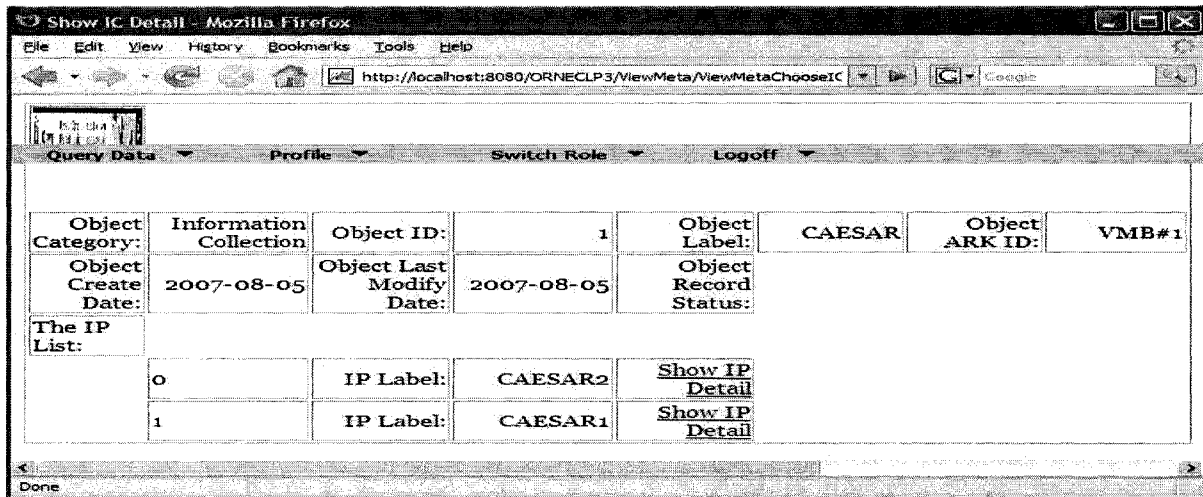 Show IC Detail - Mozilla Firefox
File Edit View History Bookmarks Tools Help
http://localhost:8080/ORNECLP3/ViewMeta/ViewMetaChooseIC
Google
Query Data Profile Switch Role Logoff
Object Category: Information Collection Object ID: 1 Object Label: CAESAR Object ARK ID: VMB#1
Object Create Date: 2007-08-05 Object Last Modify Date: 2007-08-05 Object Record Status:
The IP List:
0 IP Label: CAESAR2 Show IP Detail
1 IP Label: CAESAR1 Show IP Detail
Done